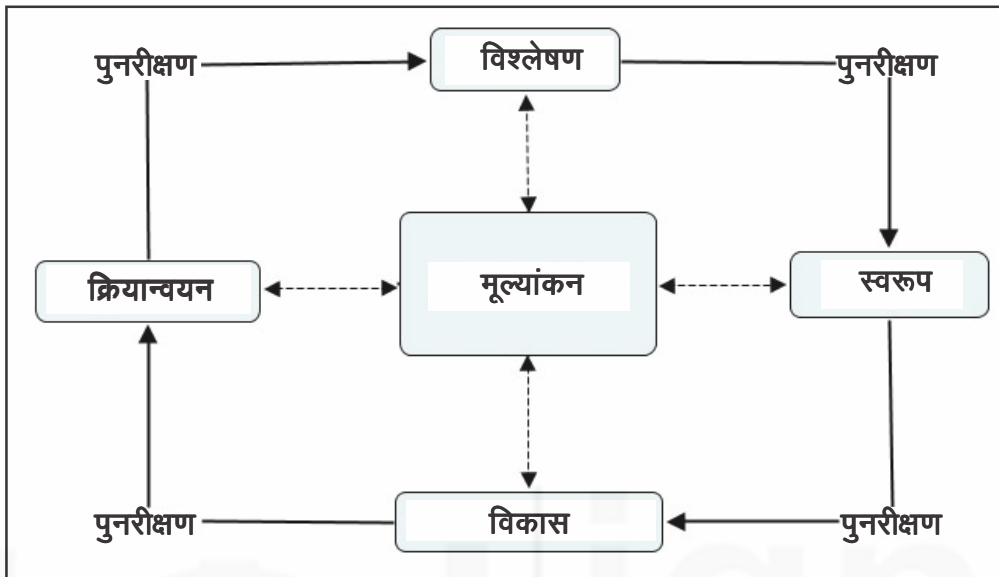 पुनरीक्षण
विश्लेषण
पुनरीक्षण
क्रियान्वयन
मूल्यांकन
स्वरूप
पुनरीक्षण
विकास
पुनरीक्षण